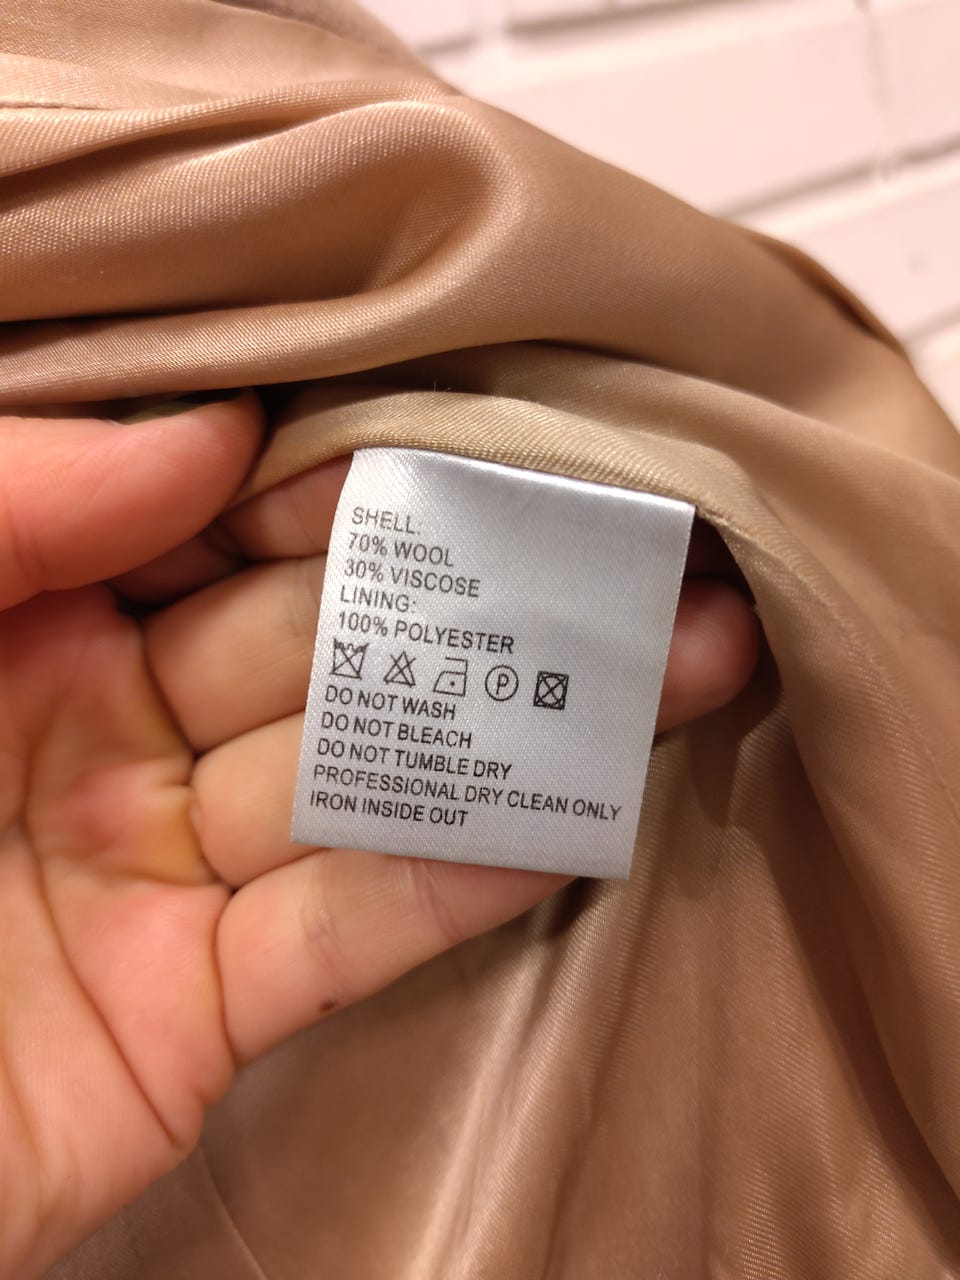 SHELL:
70% WOOL
30% VISCOSE
LINING:
100% POLYESTER
P
DO NOT WASH
DO NOT BLEACH
DO NOT TUMBLE DRY
PROFESSIONAL DRY CLEAN ONLY
IRON INSIDE OUT